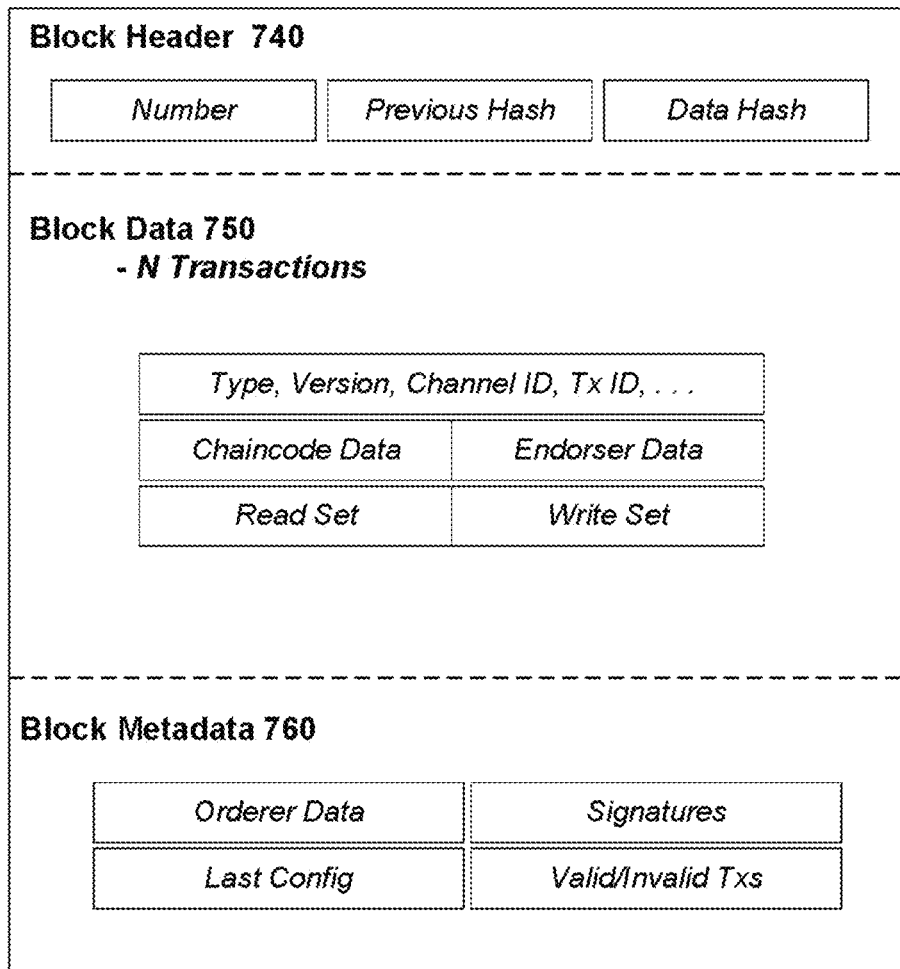 Block Header 740
Number Previous Hash Data Hash
Block Data 750
- N Transactions
Type, Version, Channel ID, Tx ID, . . .
Chaincode Data Endorser Data
Read Set Write Set
Block Metadata 760
Orderer Data Signatures
Last Config Valid/Invalid Txs